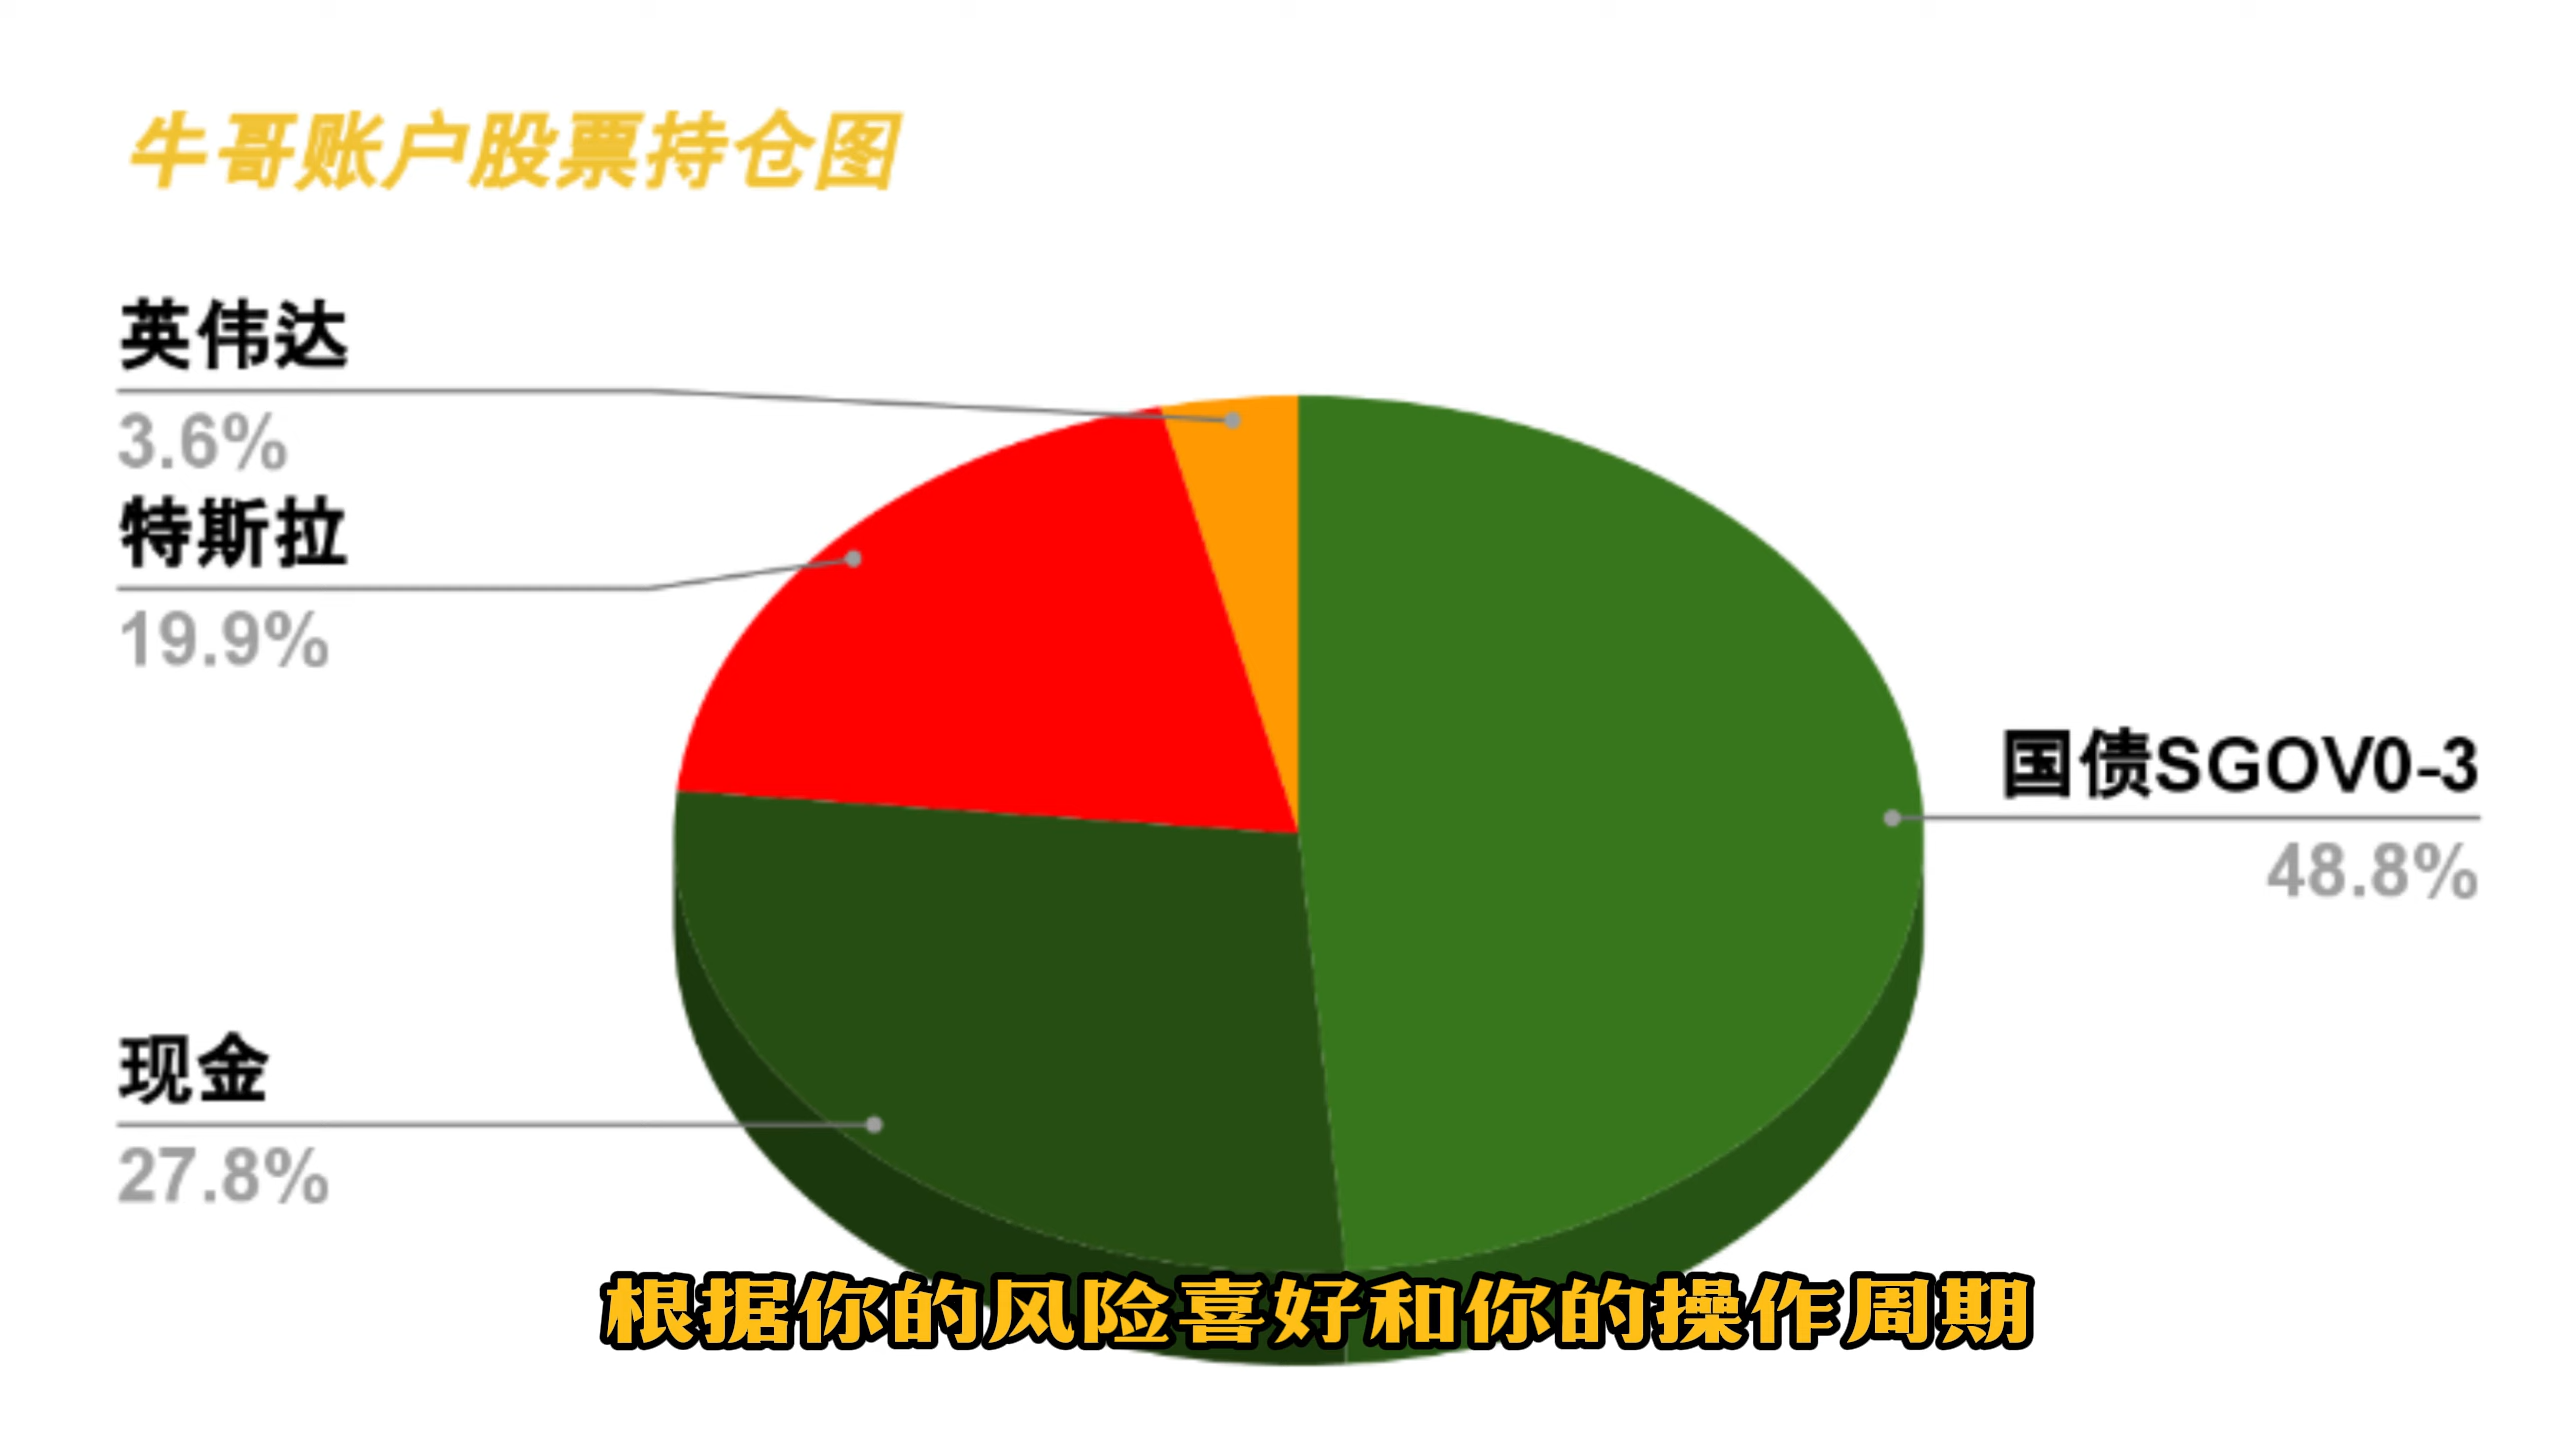 牛哥账户股票持仓图
英伟达
3.6%
特斯拉
19.9%
国债SGOV0-3
48.8%
现金
27.8%
根据你的风险喜好和你的操作周期